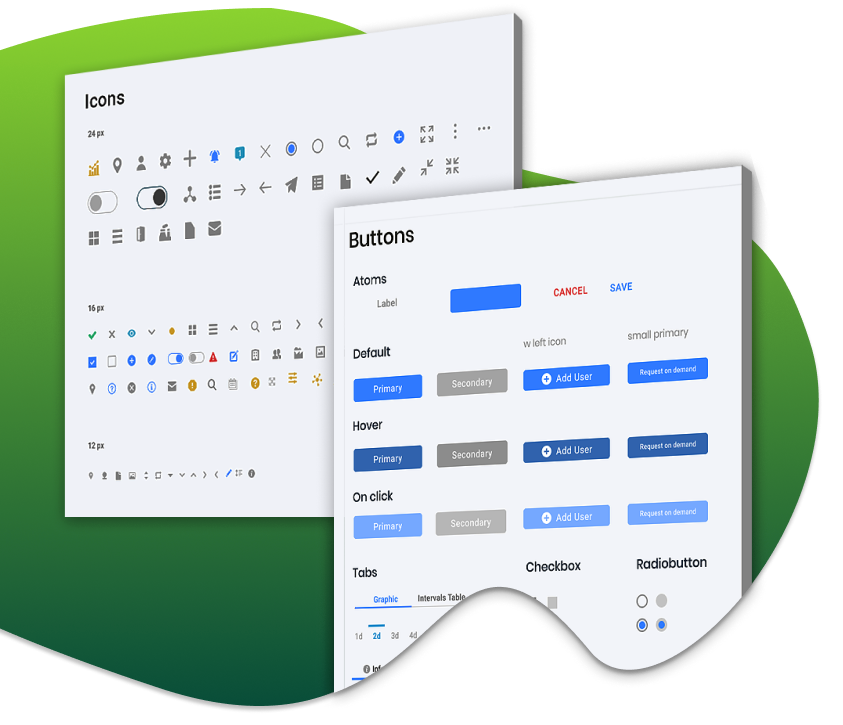 Icons
24 px
1
16 px
12 px
Buttons
Atoms
Label
CANCEL
SAVE
Default
w left icon
small primary
Primary
Secondary
Add User
Request on demand
Hover
Primary
Secondary
Add User
Request on demand
On click
Primary
Secondary
Add User
Request on demand
Tabs
Checkbox
Radiobutton
Graphic
Intervals Table
1d 2d 3d 4d